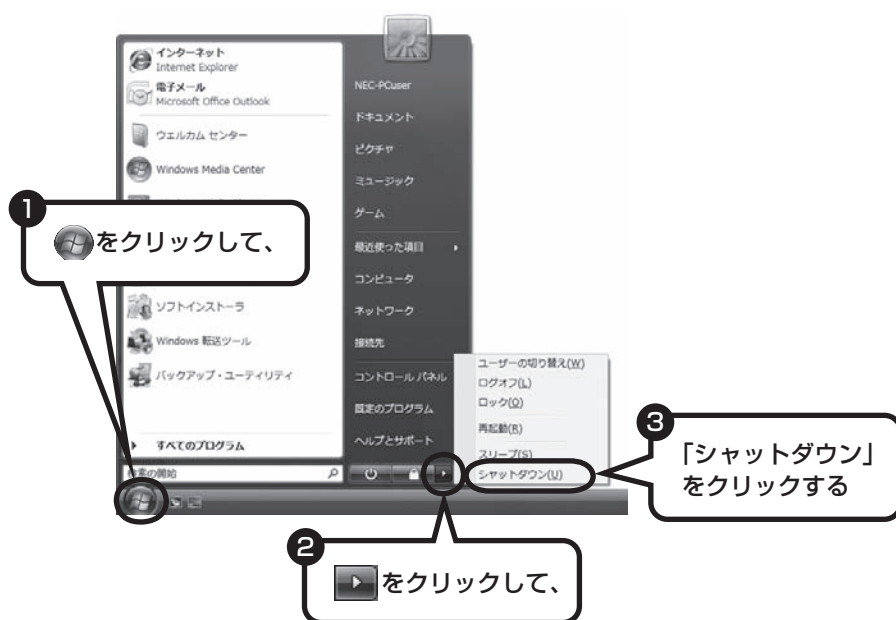 インターネット
Internet Explorer
電子メール
Microsoft Office Outlook
ウェルカム センター
Windows Media Center
ソフトインストーラ
Windows 転送ツール
バックアップ・ユーティリティ
すべてのプログラム
検索の開始
NEC-PCuser
ドキュメント
ピクチャ
ミュージック
ゲーム
最近使った項目
コンピュータ
ネットワーク
接続先
コントロール パネル
既定のプログラム
ヘルプとサポート
ユーザーの切り替え(W)
ログオフ(L)
ロック(O)
再起動(R)
スリープ(S)
シャットダウン(U)
1
をクリックして、
2
をクリックして、
3
「シャットダウン」
をクリックする